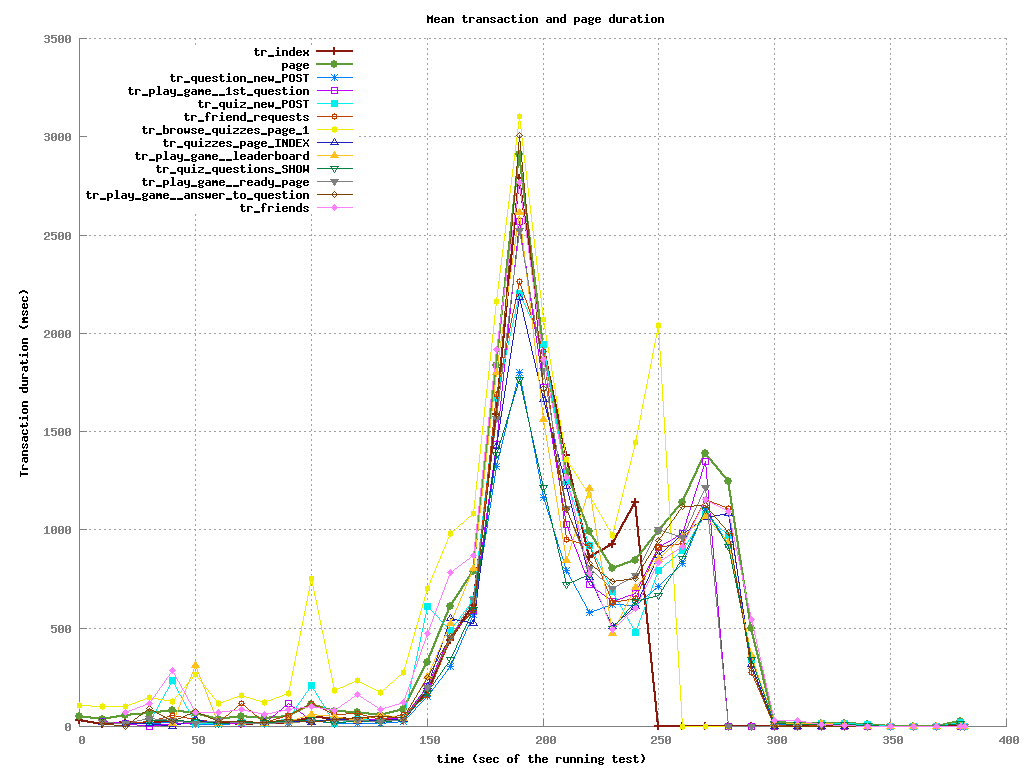 Mean transaction and page duration
3500
3000
2500
2000
1500
1000
500
0
Transaction duration (msec)
tr_index
page
tr_question_new_POST
tr_play_game__1st_question
tr_quiz_new_POST
tr_friend_requests
tr_browse_quizzes_page_1
tr_quizzes_page_INDEX
tr_play_game__leaderboard
tr_quiz_questions_SHOW
tr_play_game__ready_page
tr_play_game__answer_to_question
tr_friends
0 50 100 150 200 250 300 350 400
time (sec of the running test)